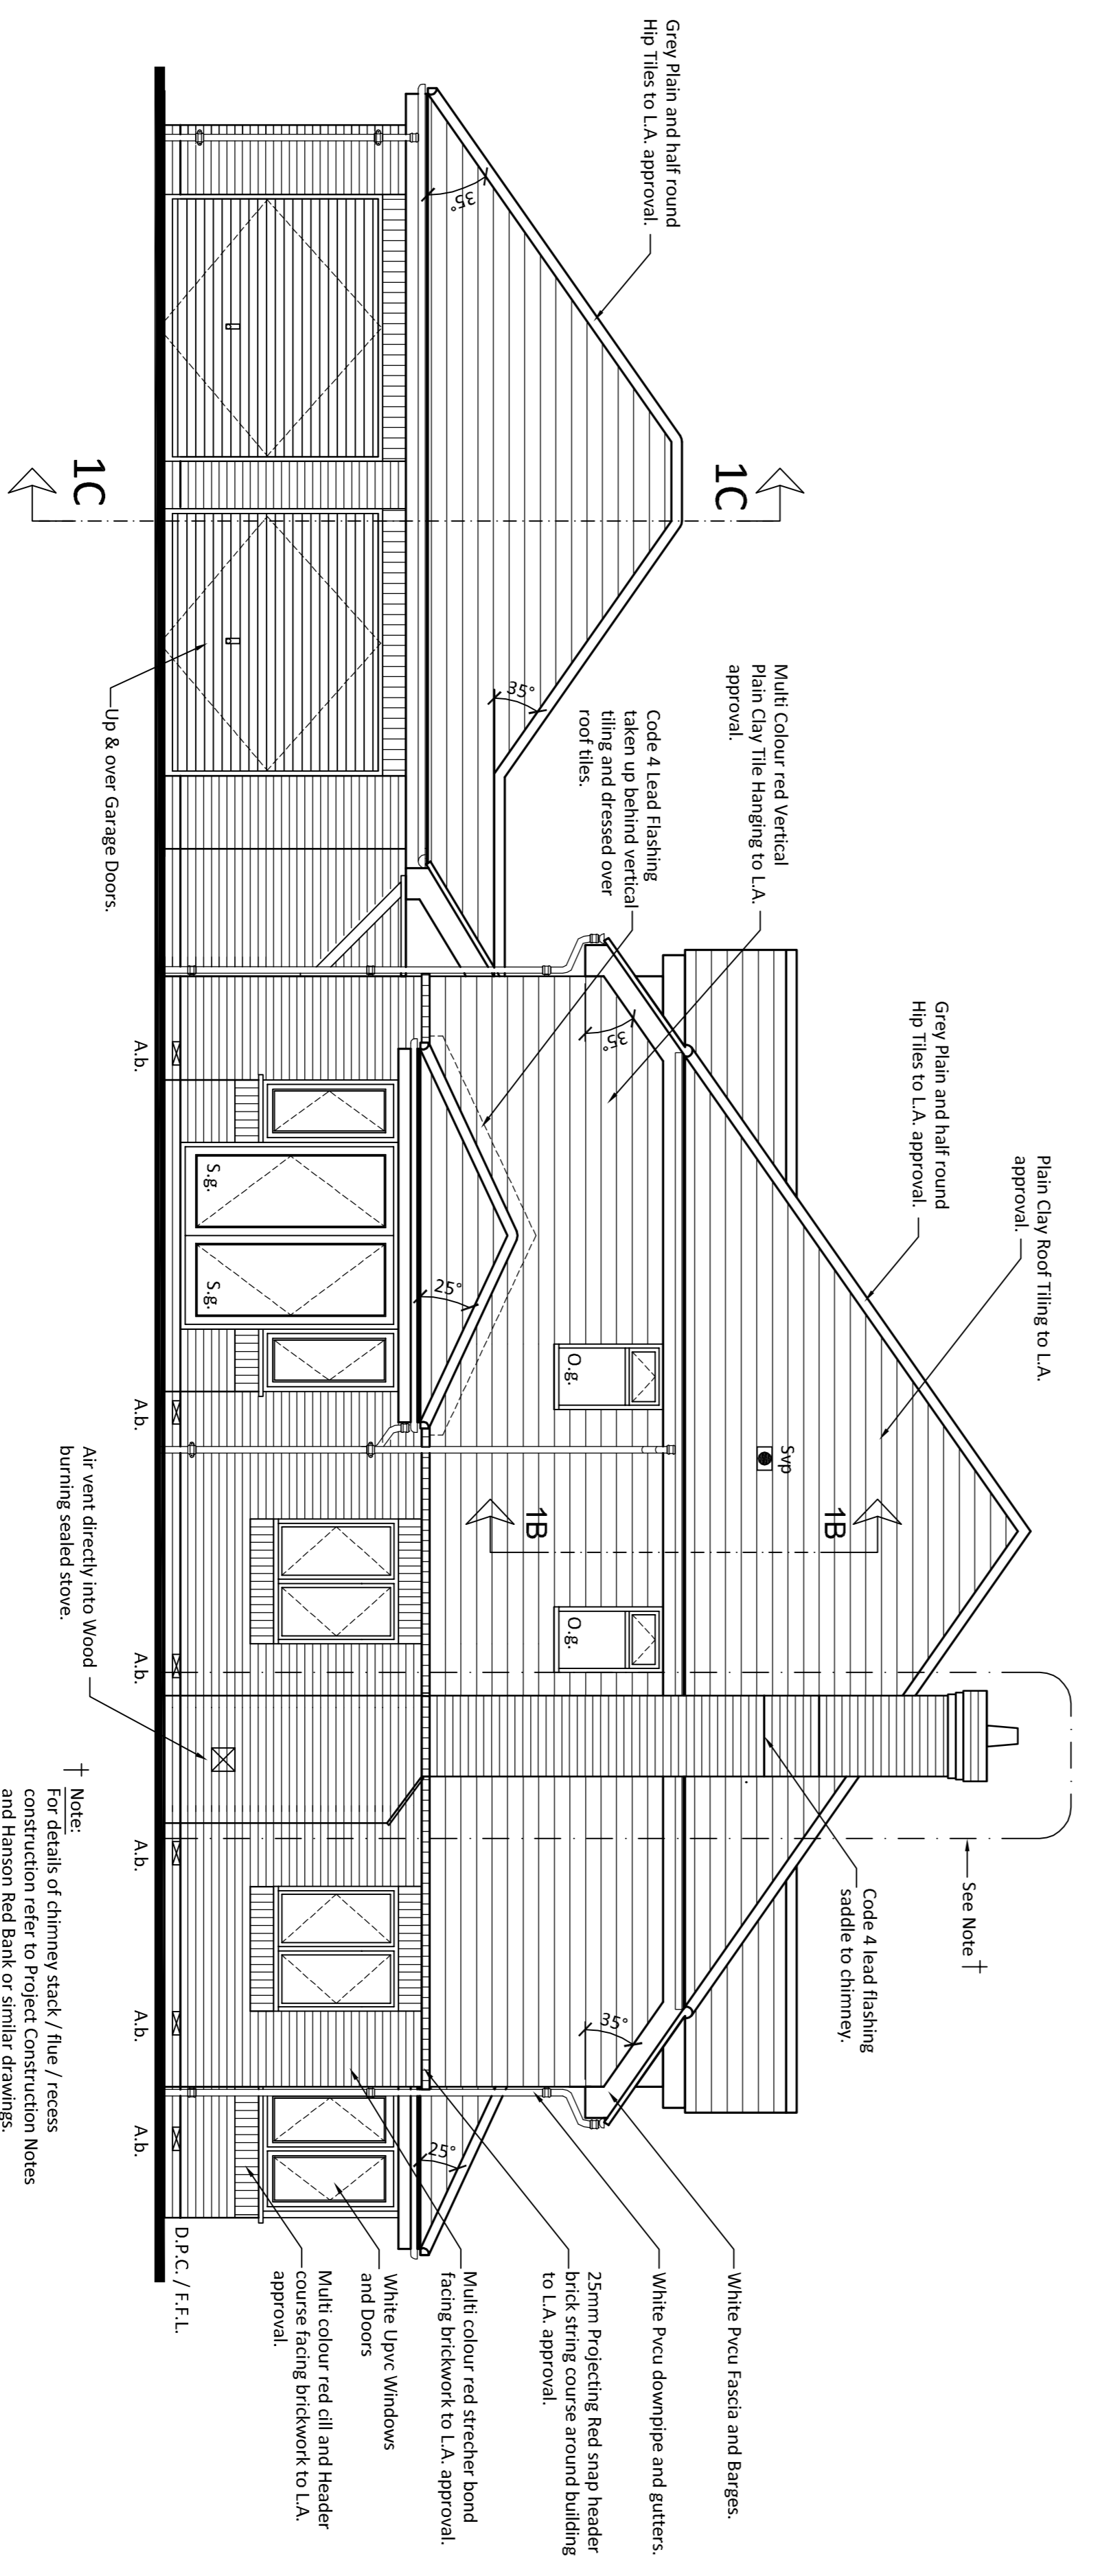 Grey Plain and half round
Hip Tiles to L.A. approval.
35°
1C
1C
35°
Up & over Garage Doors.
Multi Colour red Vertical
Plain Clay Tile Hanging to L.A.
approval.
Code 4 Lead Flashing
taken up behind vertical
tiling and dressed over
roof tiles.
Grey Plain and half round
Hip Tiles to L.A. approval.
Plain Clay Roof Tiling to L.A.
approval.
35°
25°
S.g.
S.g.
O.g.
O.g.
Svp
1B
1B
See Note †
Code 4 lead flashing
saddle to chimney.
35°
25°
A.b.
A.b.
A.b.
A.b.
A.b.
A.b.
Air vent directly into Wood
burning sealed stove.
† Note:
For details of chimney stack / flue / recess
construction refer to Project Construction Notes
and Hanson Red Bank or similar drawings.
White Pvcu Fascia and Barges.
White Pvcu downpipe and gutters.
25mm Projecting Red snap header
brick string course around building
to L.A. approval.
Multi colour red strecher bond
facing brickwork to L.A. approval.
White Upvc Windows
and Doors
Multi colour red cill and Header
course facing brickwork to L.A.
approval.
D.P.C. / F.F.L.